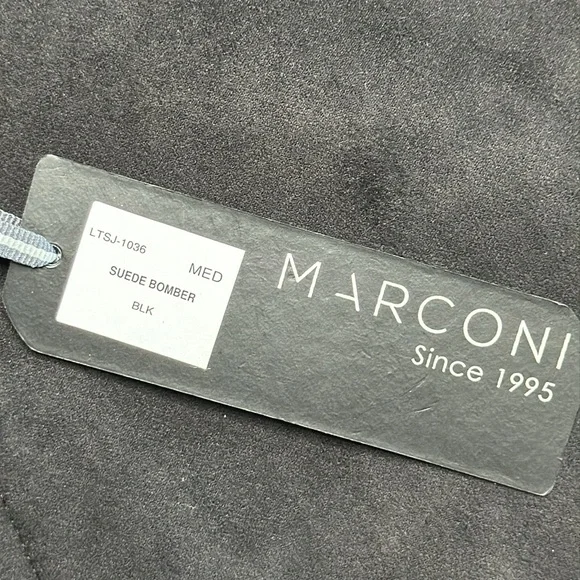 LTSJ-1036
MED
SUEDE BOMBER
BLK
MARCONI
Since 1995